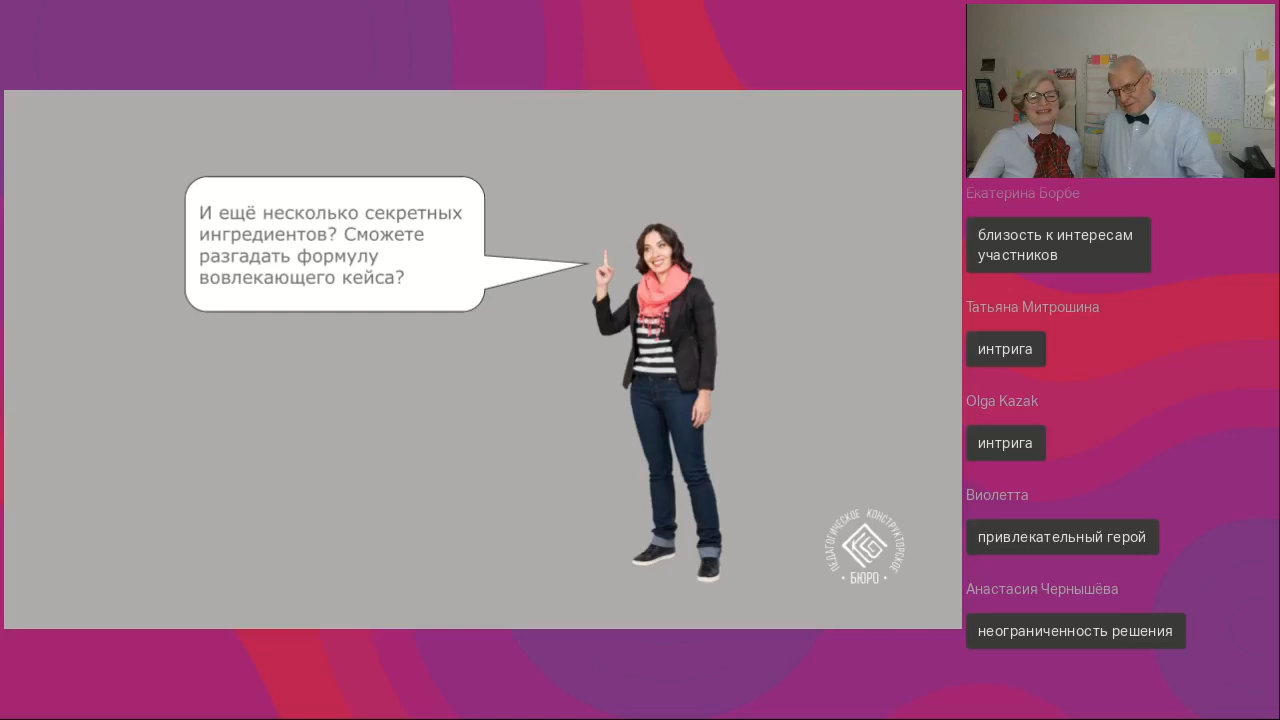 И ещё несколько секретных
ингредиентов? Сможете
разгадать формулу
вовлекающего кейса?
ПЕДАГОГИЧЕСКОЕ КОНСТРУКТОРСКОЕ
• БЮРО •
Екатерина Борбе
близость к интересам
участников
Татьяна Митрошина
интрига
Olga Kazak
интрига
Виолетта
привлекательный герой
Анастасия Чернышёва
неограниченность решения